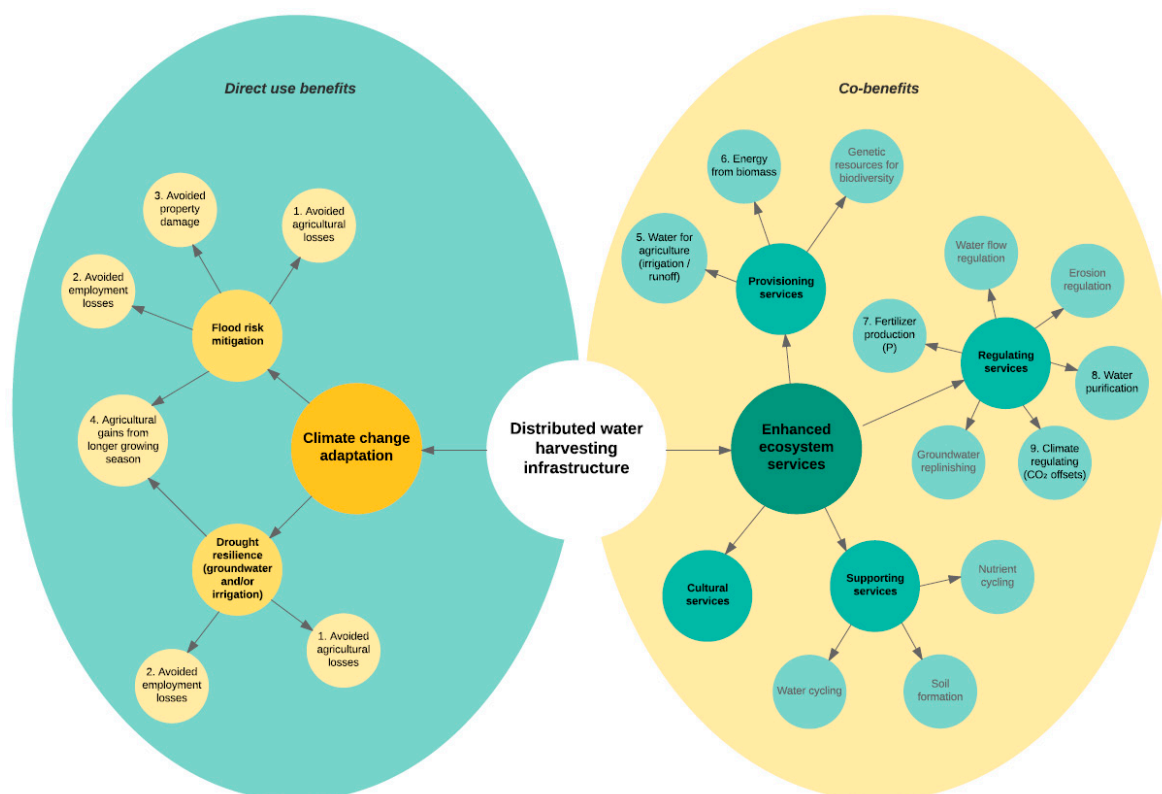 Direct use benefits
3. Avoided
property
damage
1. Avoided
agricultural
losses
2. Avoided
employment
losses
Flood risk
mitigation
4. Agricultural
gains from
longer growing
season
Climate change
adaptation
Drought
resilience
(groundwater
and/or
irrigation)
1. Avoided
agricultural
losses
2. Avoided
employment
losses
Distributed water
harvesting
infrastructure
Co-benefits
6. Energy
from biomass
Genetic
resources for
biodiversity
5. Water for
agriculture
(irrigation /
runoff)
Provisioning
services
Water flow
regulation
Erosion
regulation
7. Fertilizer
production
(P)
Regulating
services
8. Water
purification
Groundwater
replenishing
9. Climate
regulating
(CO₂ offsets)
Enhanced
ecosystem
services
Cultural
services
Supporting
services
Nutrient
cycling
Water cycling
Soil
formation